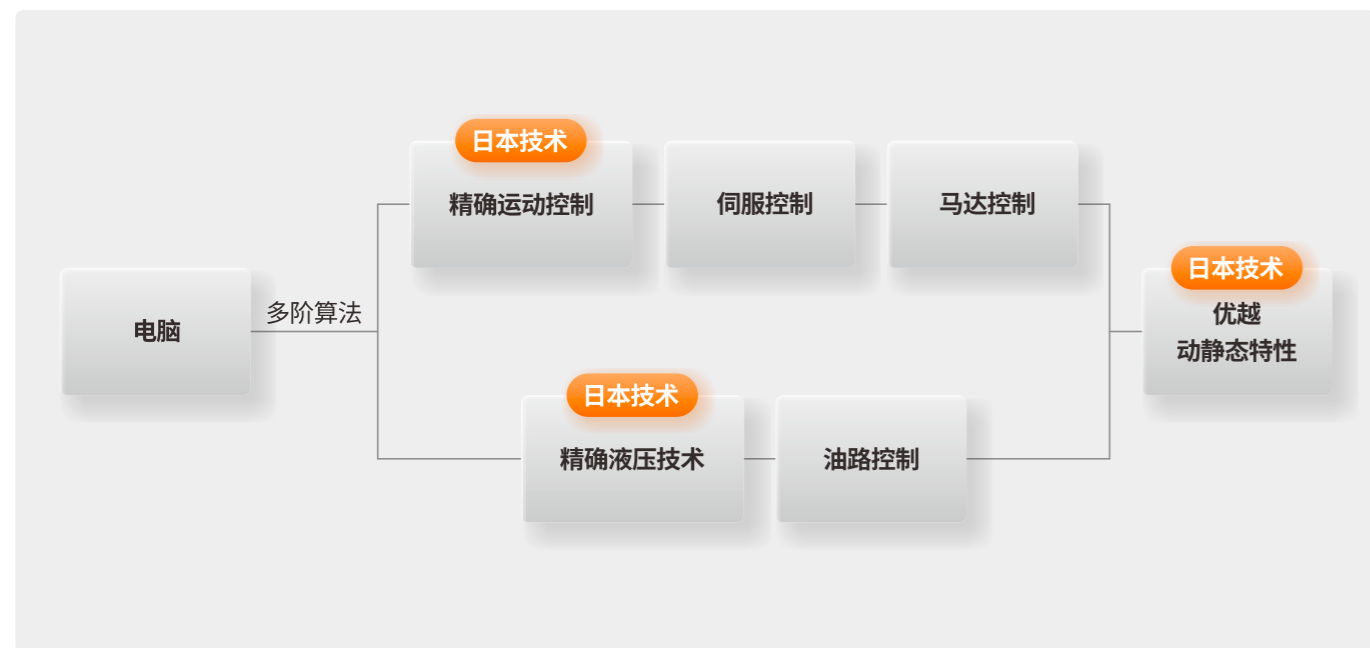 日本技术
精确运动控制
伺服控制
马达控制
日本技术
优越
动静态特性
电脑
多阶算法
日本技术
精确液压技术
油路控制